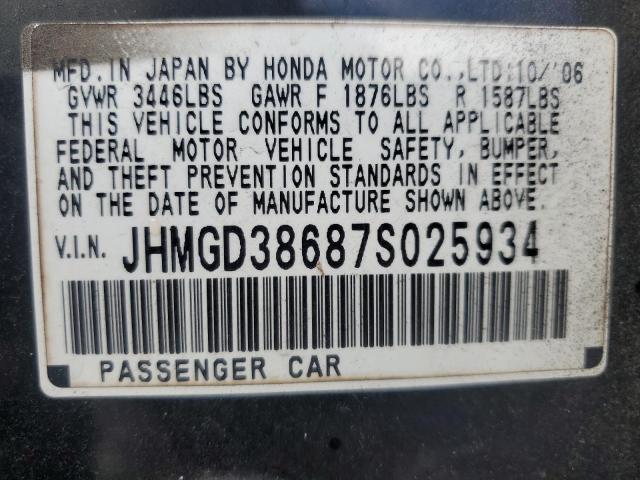 MFD. IN JAPAN BY HONDA MOTOR CO.,LTD:10/'06
GVWR 3446LBS GAWR F 1876LBS R 1587LBS
THIS VEHICLE CONFORMS TO ALL APPLICABLE
FEDERAL MOTOR VEHICLE SAFETY, BUMPER,
AND THEFT PREVENTION STANDARDS IN EFFECT
ON THE DATE OF MANUFACTURE SHOWN ABOVE.
V.I.N. JHMGD38687S025934
PASSENGER CAR